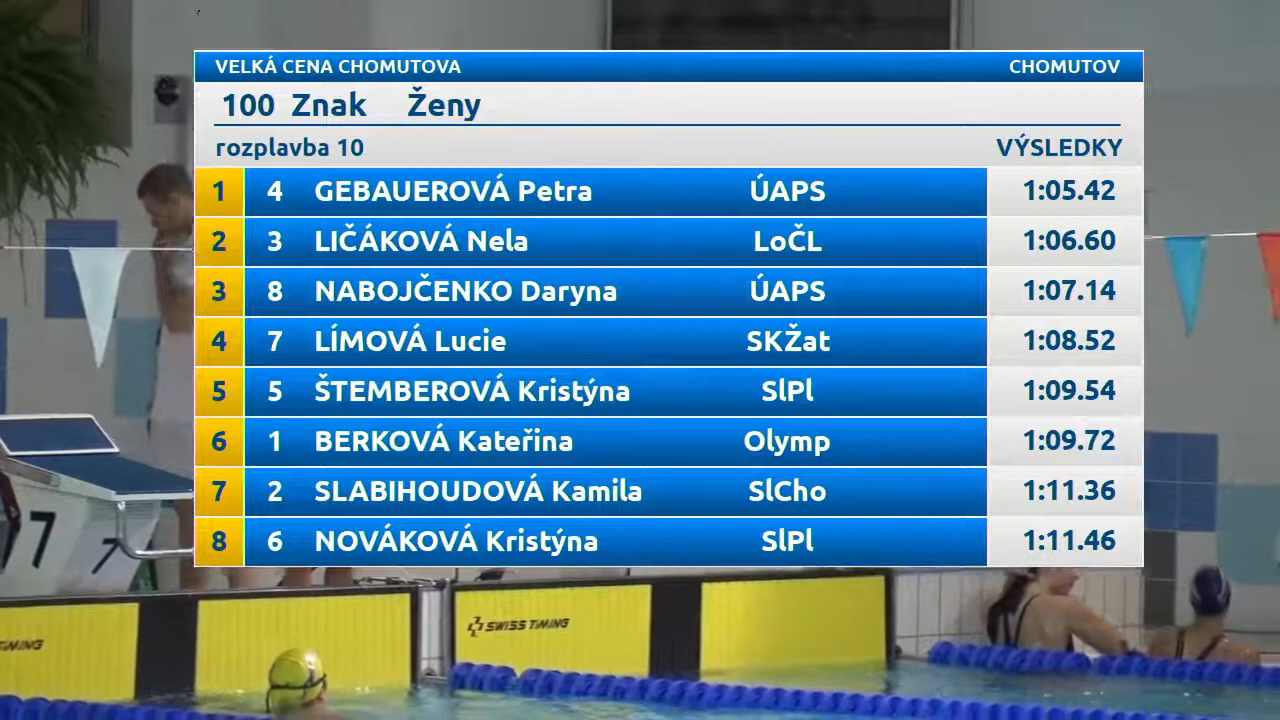 VELKÁ CENA CHOMUTOVA CHOMUTOV
100 Znak Ženy
rozplavba 10 VÝSLEDKY
1 4 GEBAUEROVÁ Petra ÚAPS 1:05.42
2 3 LIČÁKOVÁ Nela LoČL 1:06.60
3 8 NABOJČENKO Daryna ÚAPS 1:07.14
4 7 LÍMOVÁ Lucie SKŽat 1:08.52
5 5 ŠTEMBEROVÁ Kristýna SlPl 1:09.54
6 1 BERKOVÁ Kateřina Olymp 1:09.72
7 2 SLABIHOUDOVÁ Kamila SlCho 1:11.36
8 6 NOVÁKOVÁ Kristýna SlPl 1:11.46
7 7
SWISS TIMING
TIMING